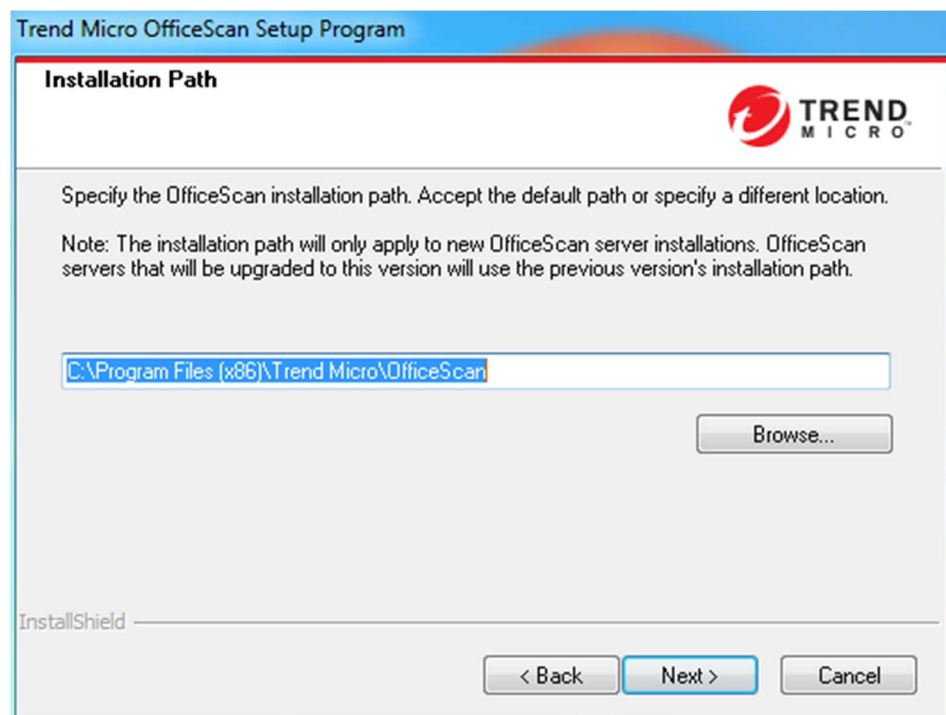 Trend Micro OfficeScan Setup Program
Installation Path
TREND
MICRO
Specify the OfficeScan installation path. Accept the default path or specify a different location.
Note: The installation path will only apply to new OfficeScan server installations. OfficeScan
servers that will be upgraded to this version will use the previous version's installation path.
C:\Program Files (x86)\Trend Micro\OfficeScan
Browse...
InstallShield
< Back
Next >
Cancel